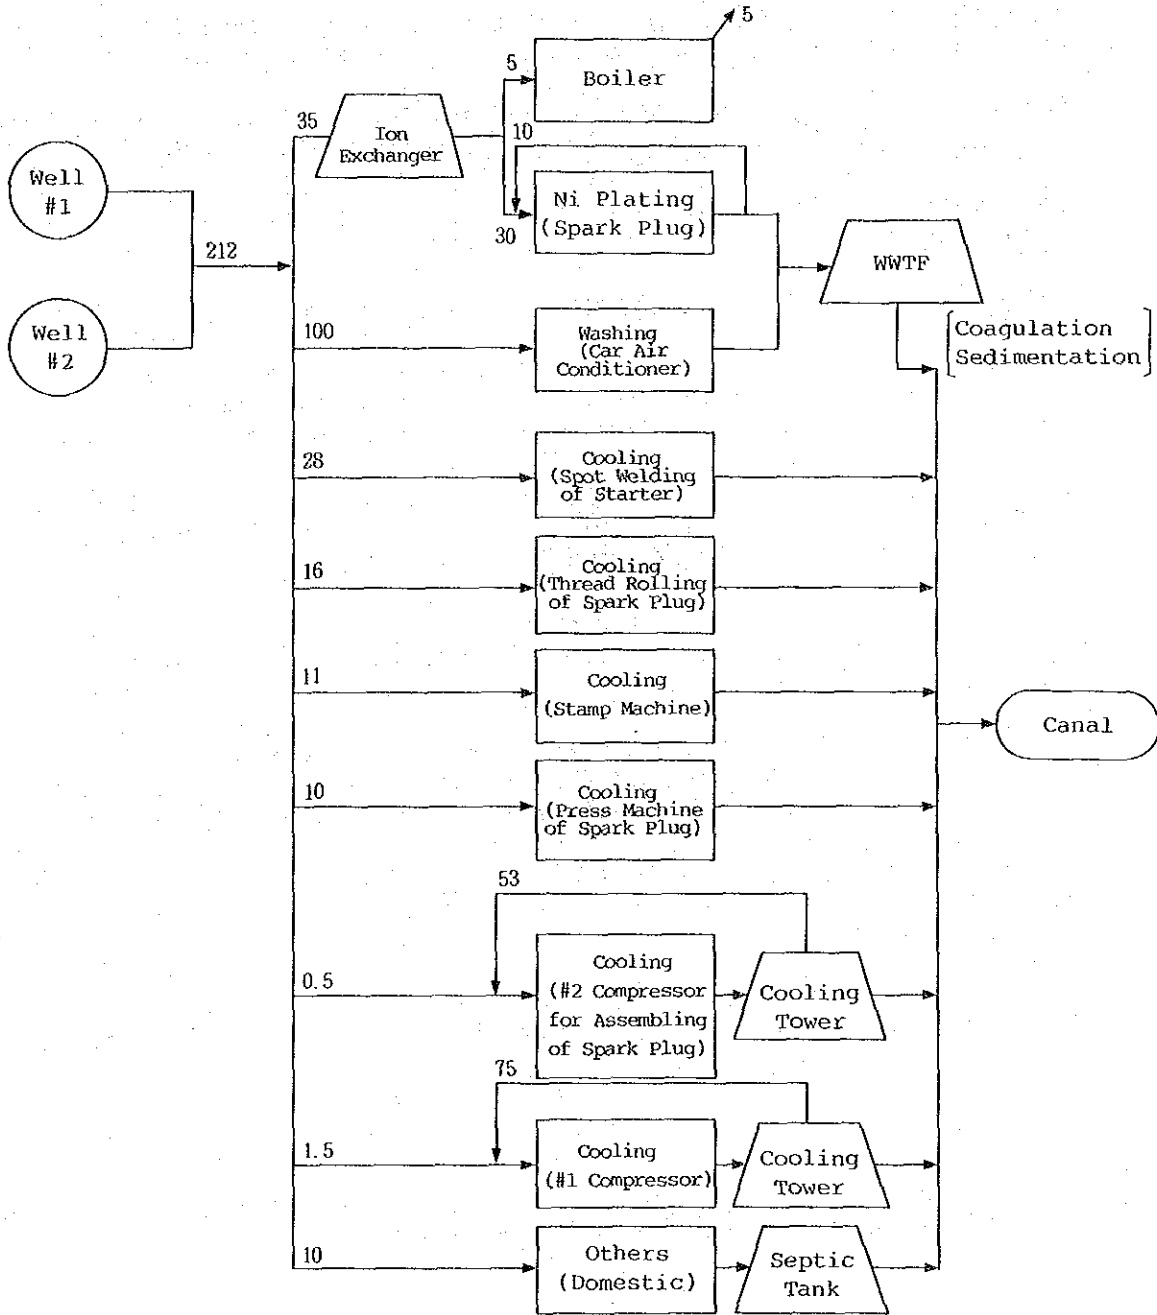 5
5
Boiler
35
Ion
Exchanger
10
Well
#1
Ni Plating
(Spark Plug)
30
212
WWTF
Well
#2
100
Washing
(Car Air
Conditioner)
Coagulation
Sedimentation
28
Cooling
(Spot Welding
of Starter)
16
Cooling
(Thread Rolling
of Spark Plug)
11
Cooling
(Stamp Machine)
Canal
10
Cooling
(Press Machine
of Spark Plug)
53
0.5
Cooling
(#2 Compressor
for Assembling
of Spark Plug)
Cooling
Tower
75
1.5
Cooling
(#1 Compressor)
Cooling
Tower
10
Others
(Domestic)
Septic
Tank